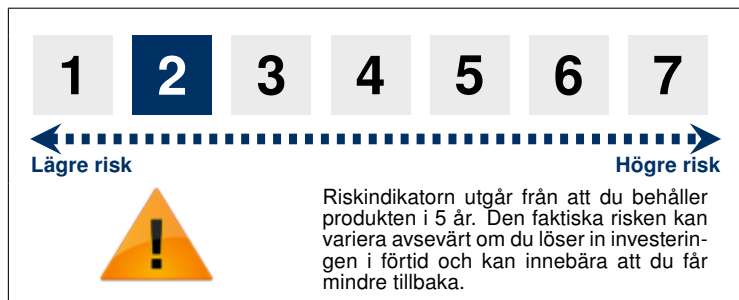 1 2 3 4 5 6 7
Lägre risk Högre risk
!
Riskindikatorn utgår från att du behåller
produkten i 5 år. Den faktiska risken kan
variera avsevärt om du löser in investerin-
gen i förtid och kan innebära att du får
mindre tillbaka.